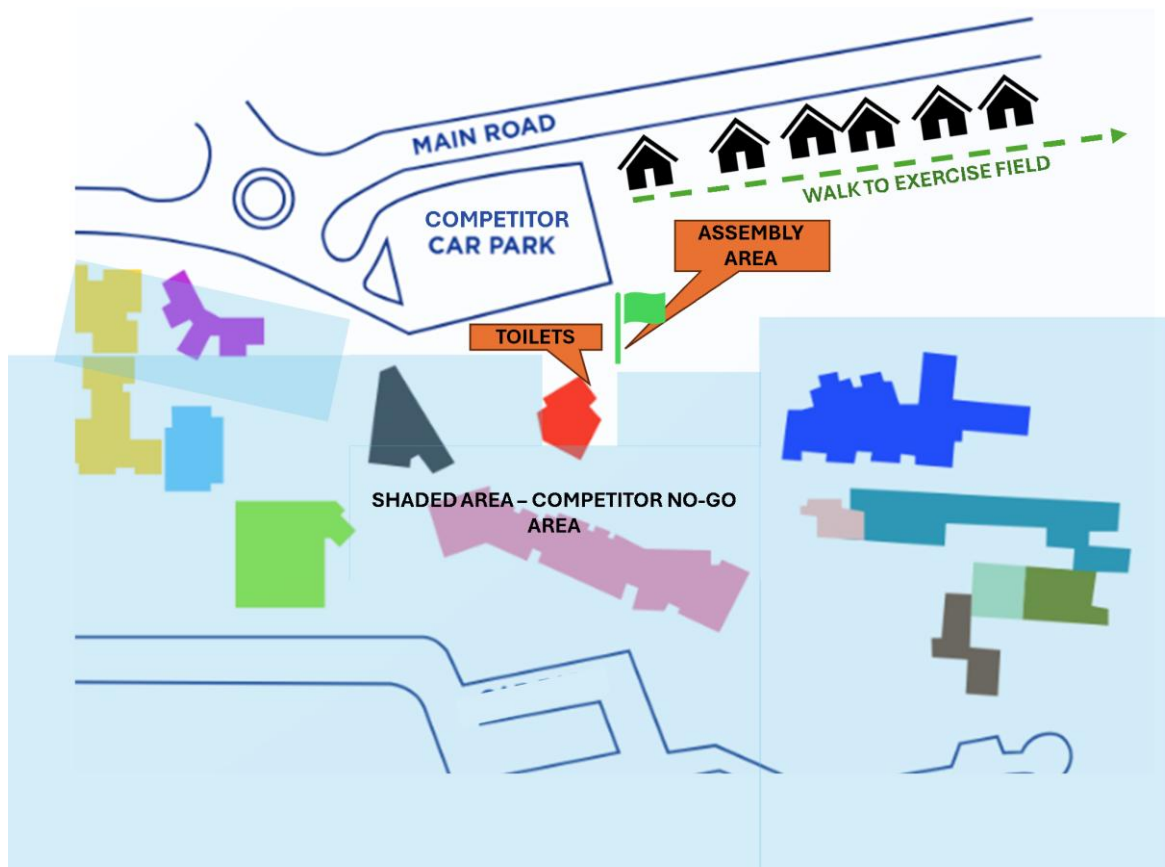 MAIN ROAD
COMPETITOR
CAR PARK
WALK TO EXERCISE FIELD
ASSEMBLY
AREA
TOILETS
SHADED AREA – COMPETITOR NO-GO
AREA